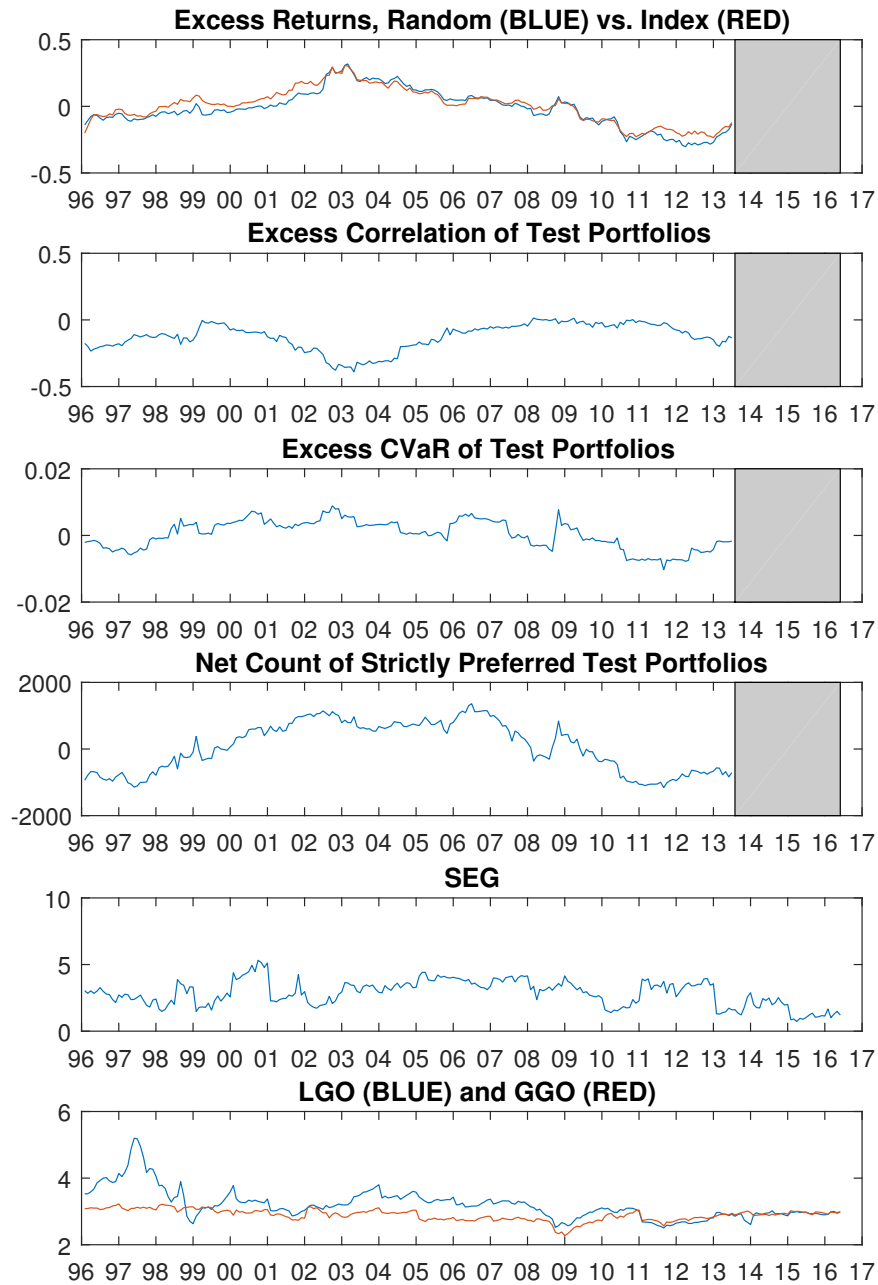 Excess Returns, Random (BLUE) vs. Index (RED)
0.5
0
-0.5
96 97 98 99 00 01 02 03 04 05 06 07 08 09 10 11 12 13 14 15 16 17
Excess Correlation of Test Portfolios
0.5
0
-0.5
96 97 98 99 00 01 02 03 04 05 06 07 08 09 10 11 12 13 14 15 16 17
Excess CVaR of Test Portfolios
0.02
0
-0.02
96 97 98 99 00 01 02 03 04 05 06 07 08 09 10 11 12 13 14 15 16 17
Net Count of Strictly Preferred Test Portfolios
2000
0
-2000
96 97 98 99 00 01 02 03 04 05 06 07 08 09 10 11 12 13 14 15 16 17
SEG
10
5
0
96 97 98 99 00 01 02 03 04 05 06 07 08 09 10 11 12 13 14 15 16 17
LGO (BLUE) and GGO (RED)
6
4
2
96 97 98 99 00 01 02 03 04 05 06 07 08 09 10 11 12 13 14 15 16 17